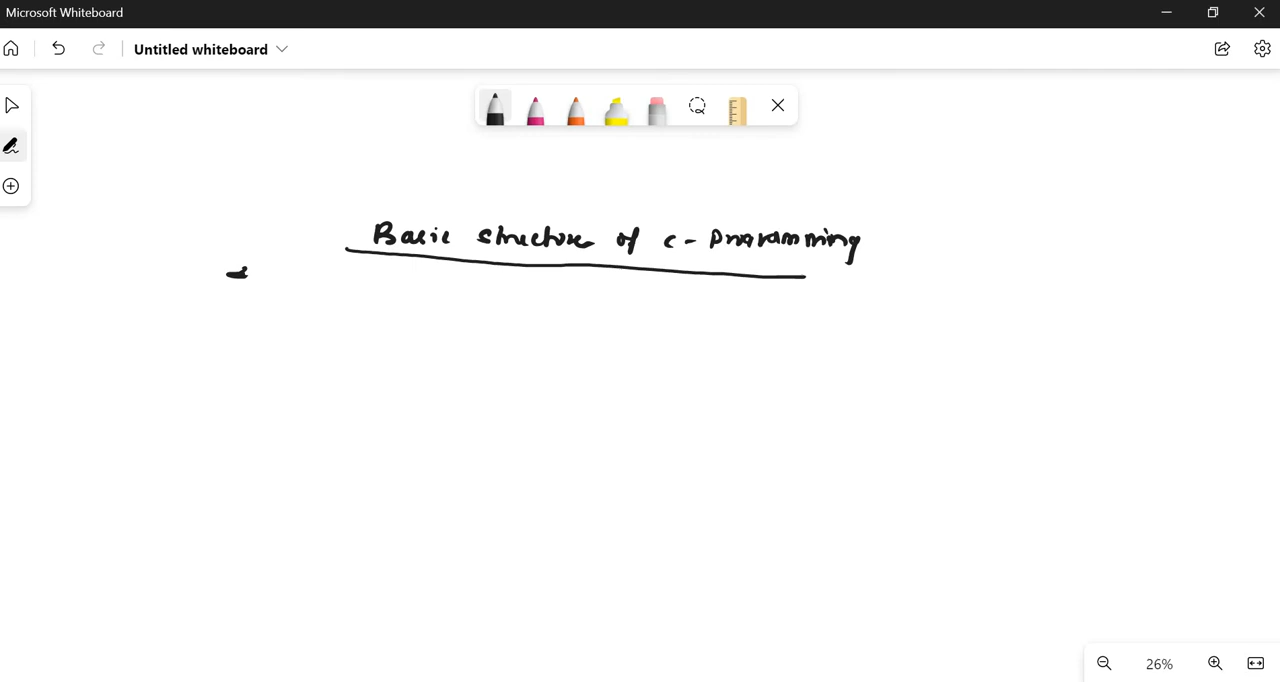 Microsoft Whiteboard
Untitled whiteboard
Basic structure of c - programming
26%